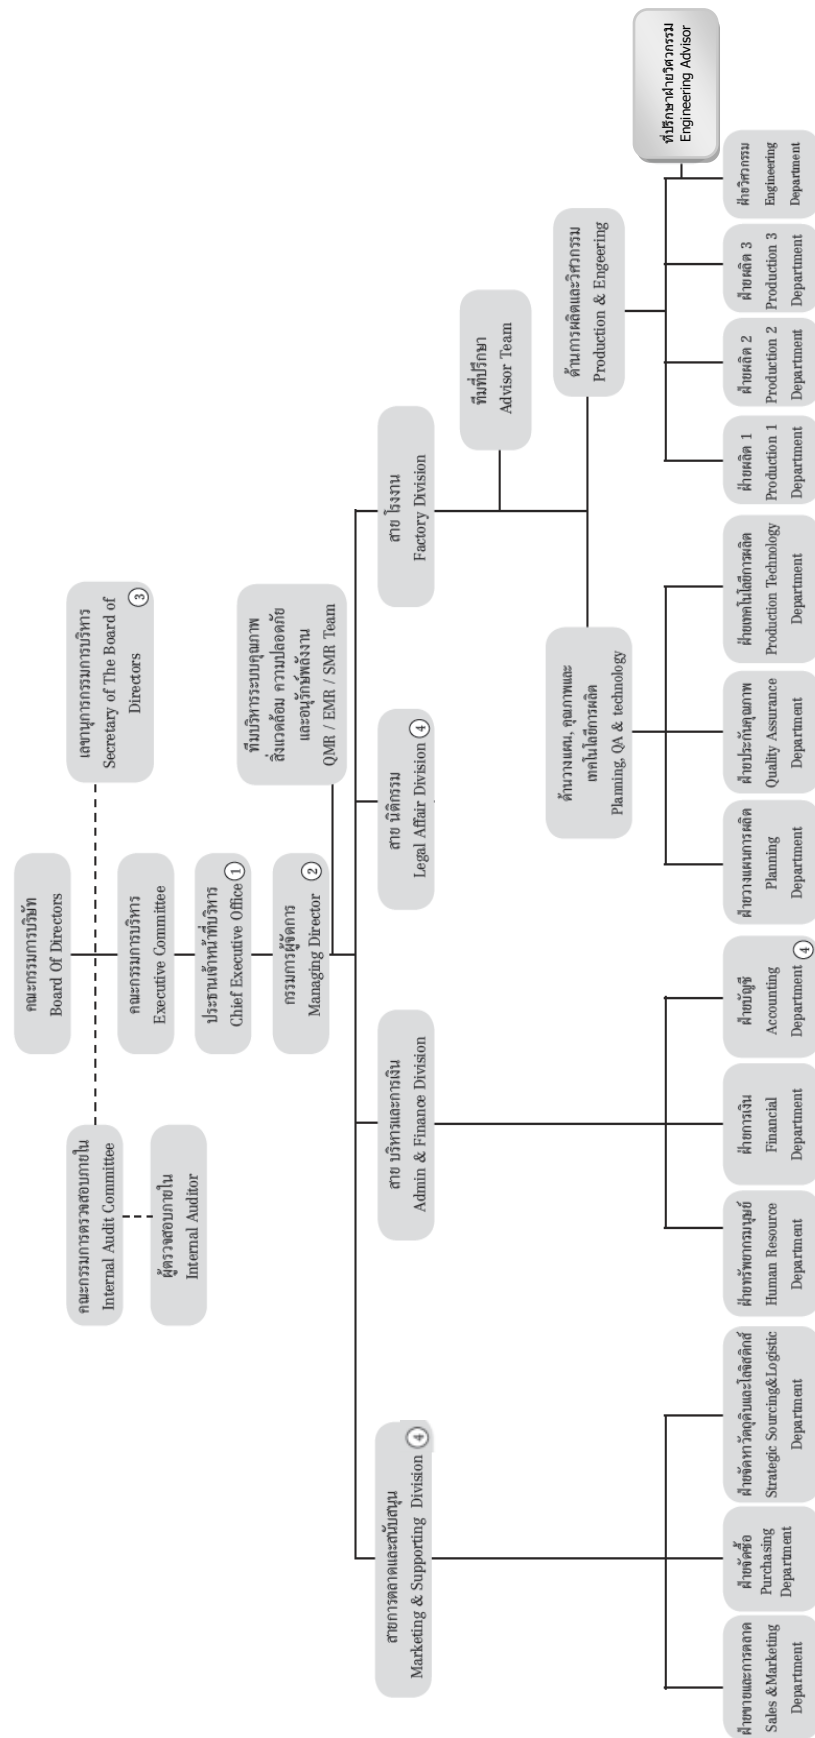 คณะกรรมการบริษัท
Board Of Directors
คณะกรรมการตรวจสอบภายใน
Internal Audit Committee
ผู้ตรวจสอบภายใน
Internal Auditor
เลขานุการกรรมการบริหาร
Secretary of The Board of
Directors
3
คณะกรรมการบริหาร
Executive Committee
ประธานเจ้าหน้าที่บริหาร
Chief Executive Office 1
กรรมการผู้จัดการ
Managing Director 2
ทีมบริหารระบบคุณภาพ
สิ่งแวดล้อม ความปลอดภัย
และอนุรักษ์พลังงาน
QMR / EMR / SMR Team
สายการตลาดและสนับสนุน
Marketing & Supporting Division 4
สาย บริหารและการเงิน
Admin & Finance Division
สาย นิติกรรม
Legal Affair Division 4
สาย โรงงาน
Factory Division
ทีมที่ปรึกษา
Advisor Team
ด้านวางแผน, คุณภาพและ
เทคโนโลยีการผลิต
Planning, QA & technology
ด้านการผลิตและวิศวกรรม
Production & Engeering
ที่ปรึกษาฝ่ายวิศวกรรม
Engineering Advisor
ฝ่ายขายและการตลาด
Sales &Marketing
Department
ฝ่ายจัดซื้อ
Purchasing
Department
ฝ่ายจัดหาวัตถุดิบและโลจิสติกส์
Strategic Sourcing&Logistic
Department
ฝ่ายทรัพยากรมนุษย์
Human Resource
Department
ฝ่ายการเงิน
Financial
Department
ฝ่ายบัญชี
Accounting
Department 4
ฝ่ายวางแผนการผลิต
Planning
Department
ฝ่ายประกันคุณภาพ
Quality Assurance
Department
ฝ่ายเทคโนโลยีการผลิต
Production Technology
Department
ฝ่ายผลิต 1
Production 1
Department
ฝ่ายผลิต 2
Production 2
Department
ฝ่ายผลิต 3
Production 3
Department
ฝ่ายวิศวกรรม
Engineering
Department